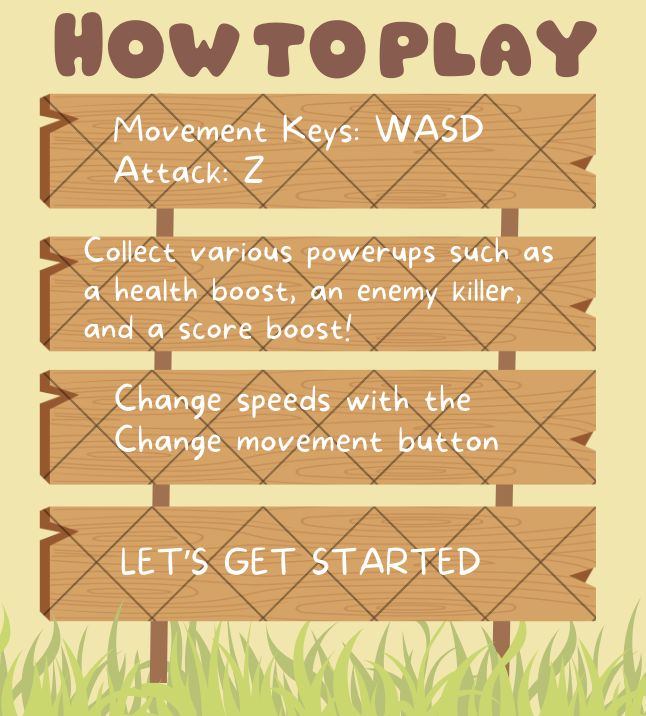 HOW TO PLAY
Movement Keys: WASD
Attack: Z
Collect various powerups such as
a health boost, an enemy killer,
and a score boost!
Change speeds with the
Change movement button
LET'S GET STARTED